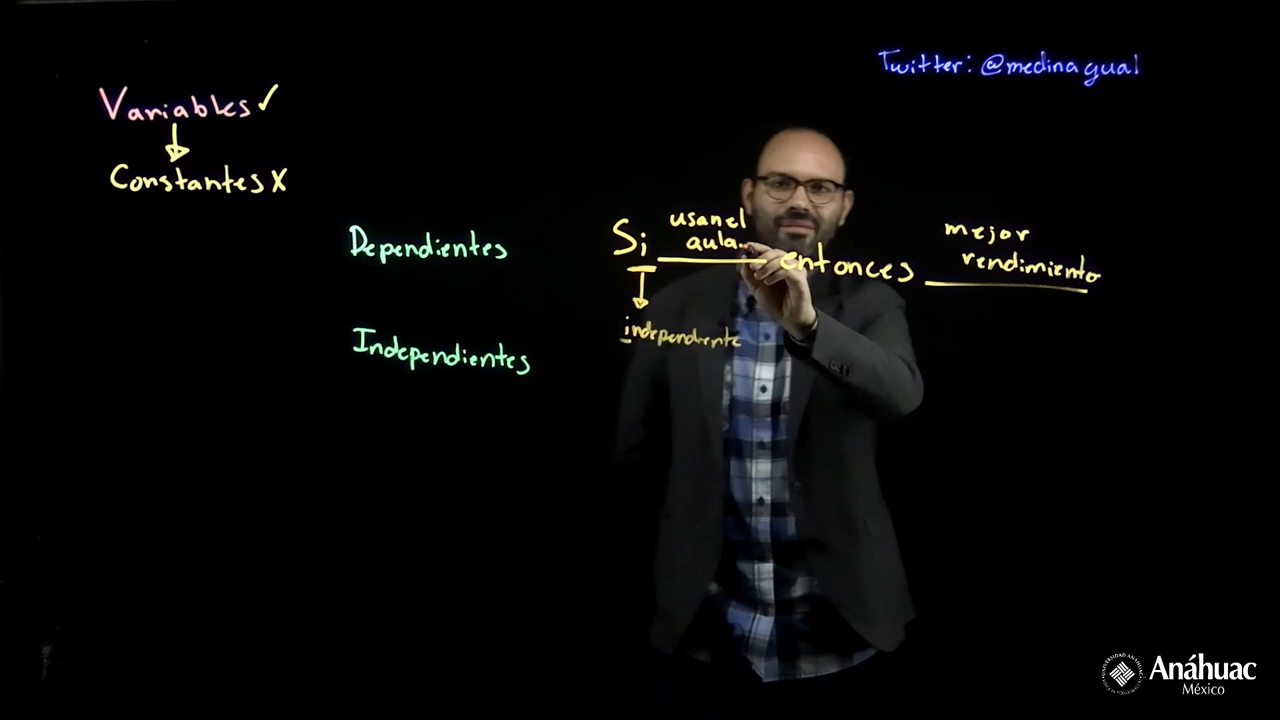 Twitter: @medinagual
Variables ✓
Constantes X
Dependientes
Independientes
usan el
Si aula... entonces
mejor
rendimiento
independiente
Anáhuac
México